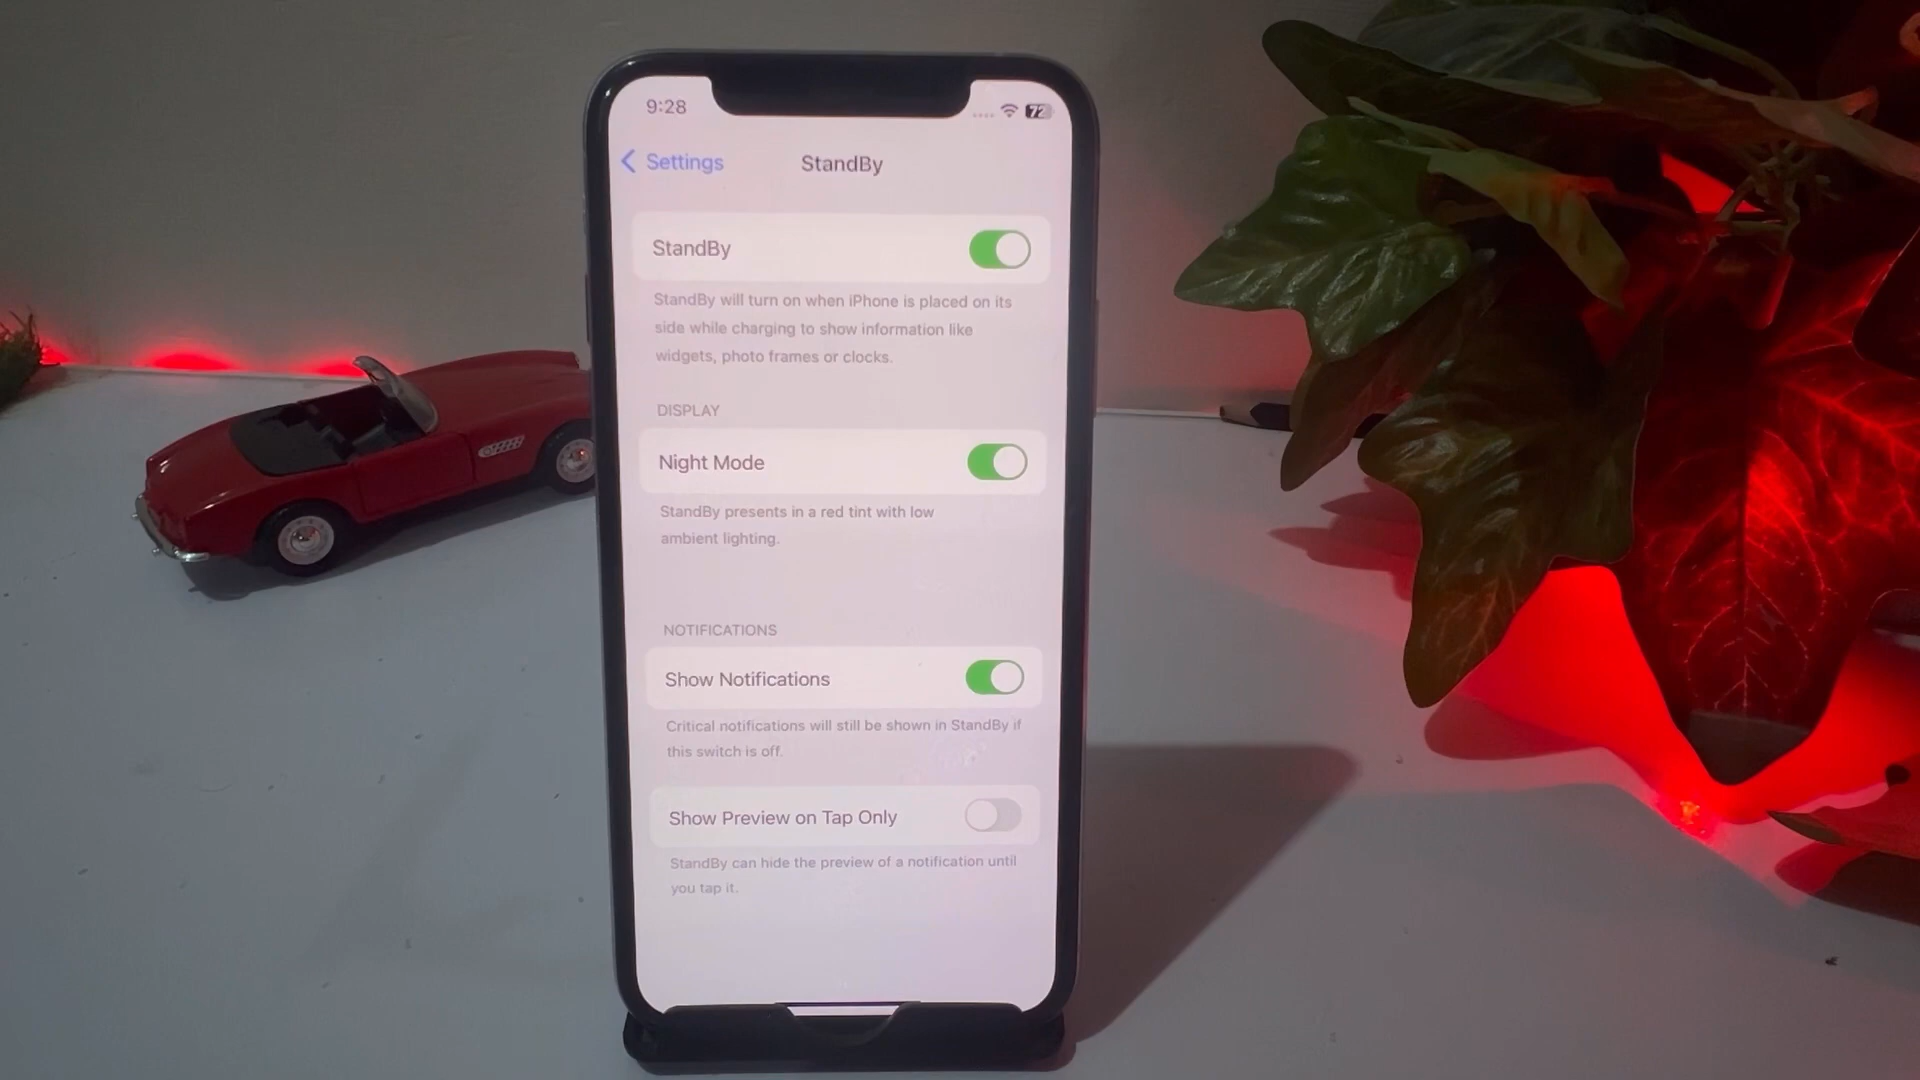 9:28
72
Settings
StandBy
StandBy
StandBy will turn on when iPhone is placed on its
side while charging to show information like
widgets, photo frames or clocks.
DISPLAY
Night Mode
StandBy presents in a red tint with low
ambient lighting.
NOTIFICATIONS
Show Notifications
Critical notifications will still be shown in StandBy if
this switch is off.
Show Preview on Tap Only
StandBy can hide the preview of a notification until
you tap it.